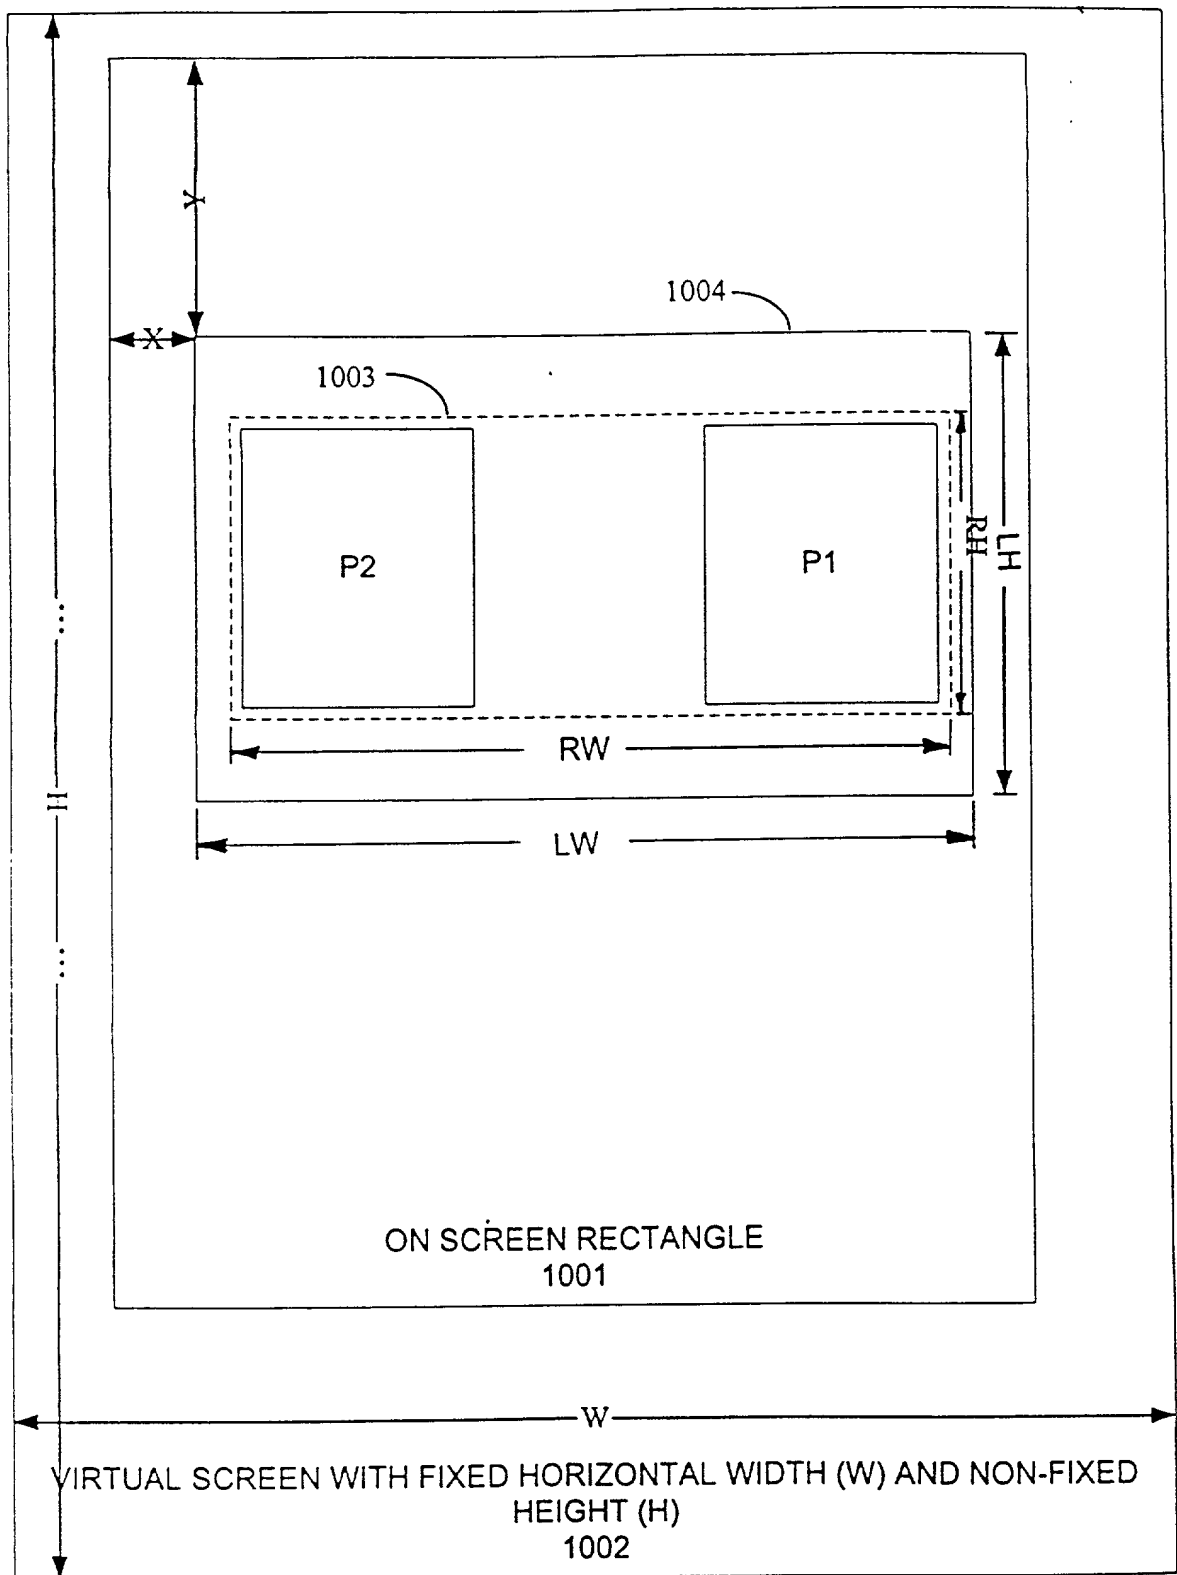 Y
1004
X
1003
RH
LH
P2
P1
...
RW
H
LW
...
ON SCREEN RECTANGLE
1001
W
VIRTUAL SCREEN WITH FIXED HORIZONTAL WIDTH (W) AND NON-FIXED
HEIGHT (H)
1002